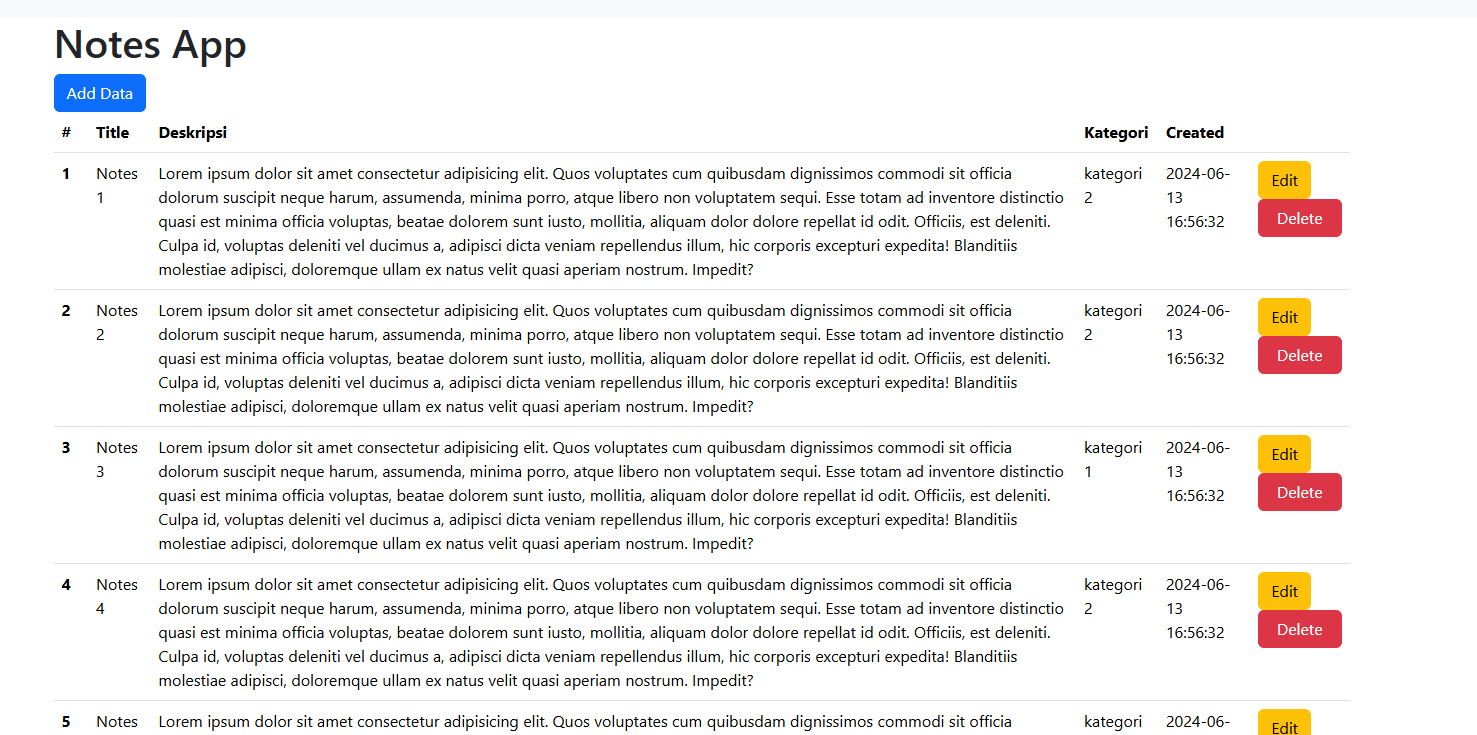 Notes App
Add Data
# Title Deskripsi Kategori Created
1 Notes Lorem ipsum dolor sit amet consectetur adipisicing elit. Quos voluptates cum quibusdam dignissimos commodi sit officia kategori 2024-06- Edit
1 dolorum suscipit neque harum, assumenda, minima porro, atque libero non voluptatem sequi. Esse totam ad inventore distinctio 2 13
quasi est minima officia voluptas, beatae dolorem sunt iusto, mollitia, aliquam dolor dolore repellat id odit. Officiis, est deleniti. 16:56:32 Delete
Culpa id, voluptas deleniti vel ducimus a, adipisci dicta veniam repellendus illum, hic corporis excepturi expedita! Blanditiis
molestiae adipisci, doloremque ullam ex natus velit quasi aperiam nostrum. Impedit?
2 Notes Lorem ipsum dolor sit amet consectetur adipisicing elit. Quos voluptates cum quibusdam dignissimos commodi sit officia kategori 2024-06- Edit
2 dolorum suscipit neque harum, assumenda, minima porro, atque libero non voluptatem sequi. Esse totam ad inventore distinctio 2 13
quasi est minima officia voluptas, beatae dolorem sunt iusto, mollitia, aliquam dolor dolore repellat id odit. Officiis, est deleniti. 16:56:32 Delete
Culpa id, voluptas deleniti vel ducimus a, adipisci dicta veniam repellendus illum, hic corporis excepturi expedita! Blanditiis
molestiae adipisci, doloremque ullam ex natus velit quasi aperiam nostrum. Impedit?
3 Notes Lorem ipsum dolor sit amet consectetur adipisicing elit. Quos voluptates cum quibusdam dignissimos commodi sit officia kategori 2024-06- Edit
3 dolorum suscipit neque harum, assumenda, minima porro, atque libero non voluptatem sequi. Esse totam ad inventore distinctio 1 13
quasi est minima officia voluptas, beatae dolorem sunt iusto, mollitia, aliquam dolor dolore repellat id odit. Officiis, est deleniti. 16:56:32 Delete
Culpa id, voluptas deleniti vel ducimus a, adipisci dicta veniam repellendus illum, hic corporis excepturi expedita! Blanditiis
molestiae adipisci, doloremque ullam ex natus velit quasi aperiam nostrum. Impedit?
4 Notes Lorem ipsum dolor sit amet consectetur adipisicing elit. Quos voluptates cum quibusdam dignissimos commodi sit officia kategori 2024-06- Edit
4 dolorum suscipit neque harum, assumenda, minima porro, atque libero non voluptatem sequi. Esse totam ad inventore distinctio 2 13
quasi est minima officia voluptas, beatae dolorem sunt iusto, mollitia, aliquam dolor dolore repellat id odit. Officiis, est deleniti. 16:56:32 Delete
Culpa id, voluptas deleniti vel ducimus a, adipisci dicta veniam repellendus illum, hic corporis excepturi expedita! Blanditiis
molestiae adipisci, doloremque ullam ex natus velit quasi aperiam nostrum. Impedit?
5 Notes Lorem ipsum dolor sit amet consectetur adipisicing elit. Quos voluptates cum quibusdam dignissimos commodi sit officia kategori 2024-06- Edit